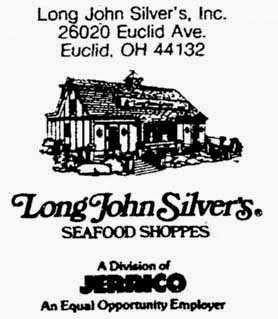 Long John Silver's, Inc.
26020 Euclid Ave.
Euclid, OH 44132
Long John Silver's®
SEAFOOD SHOPPES
A Division of
JERRICO
An Equal Opportunity Employer